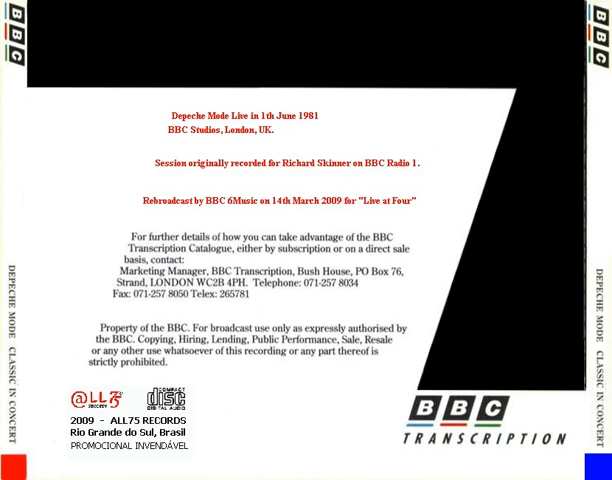 BBC
DEPECHE MODE CLASSIC IN CONCERT
Depeche Mode Live in 1th June 1981
BBC Studios, London, UK.
Session originally recorded for Richard Skinner on BBC Radio 1.
Rebroadcast by BBC 6Music on 14th March 2009 for "Live at Four"
For further details of how you can take advantage of the BBC
Transcription Catalogue, either by subscription or on a direct sale
basis, contact:
Marketing Manager, BBC Transcription, Bush House, PO Box 76,
Strand, LONDON WC2B 4PH. Telephone: 071-257 8034
Fax: 071-257 8050 Telex: 265781
Property of the BBC. For broadcast use only as expressly authorised by
the BBC. Copying, Hiring, Lending, Public Performance, Sale, Resale
or any other use whatsoever of this recording or any part thereof is
strictly prohibited.
@LL75
RECORDS
COMPACT
disc
DIGITAL AUDIO
2009 - ALL75 RECORDS
Rio Grande do Sul, Brasil
PROMOCIONAL INVENDÁVEL
BBC
TRANSCRIPTION
BBC
DEPECHE MODE CLASSIC IN CONCERT